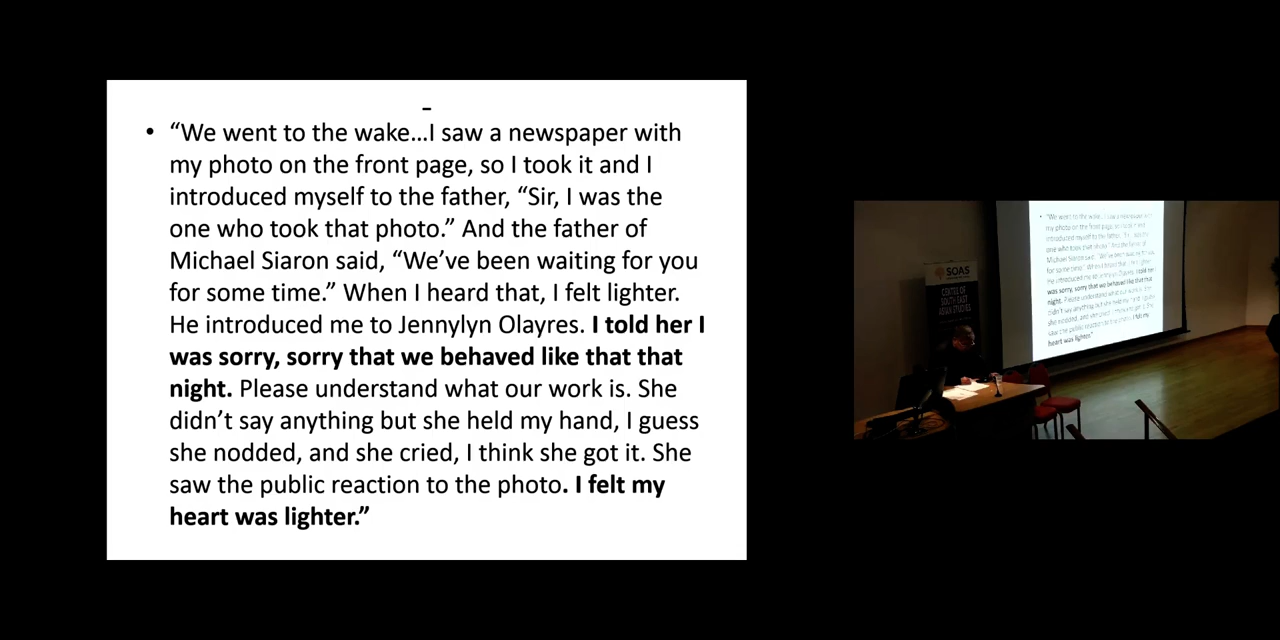 -
• “We went to the wake…I saw a newspaper with
my photo on the front page, so I took it and I
introduced myself to the father, “Sir, I was the
one who took that photo.” And the father of
Michael Siaron said, “We’ve been waiting for you
for some time.” When I heard that, I felt lighter.
He introduced me to Jennylyn Olayres. I told her I
was sorry, sorry that we behaved like that that
night. Please understand what our work is. She
didn’t say anything but she held my hand, I guess
she nodded, and she cried, I think she got it. She
saw the public reaction to the photo. I felt my
heart was lighter.”
SOAS
CENTRE OF
SOUTH EAST
ASIAN STUDIES